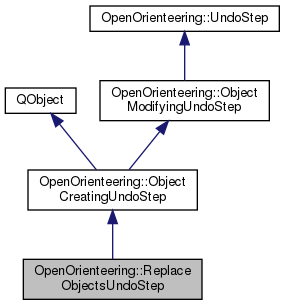 OpenOrienteering::UndoStep
OpenOrienteering::Object
ModifyingUndoStep
QObject
OpenOrienteering::Object
CreatingUndoStep
OpenOrienteering::Replace
ObjectsUndoStep